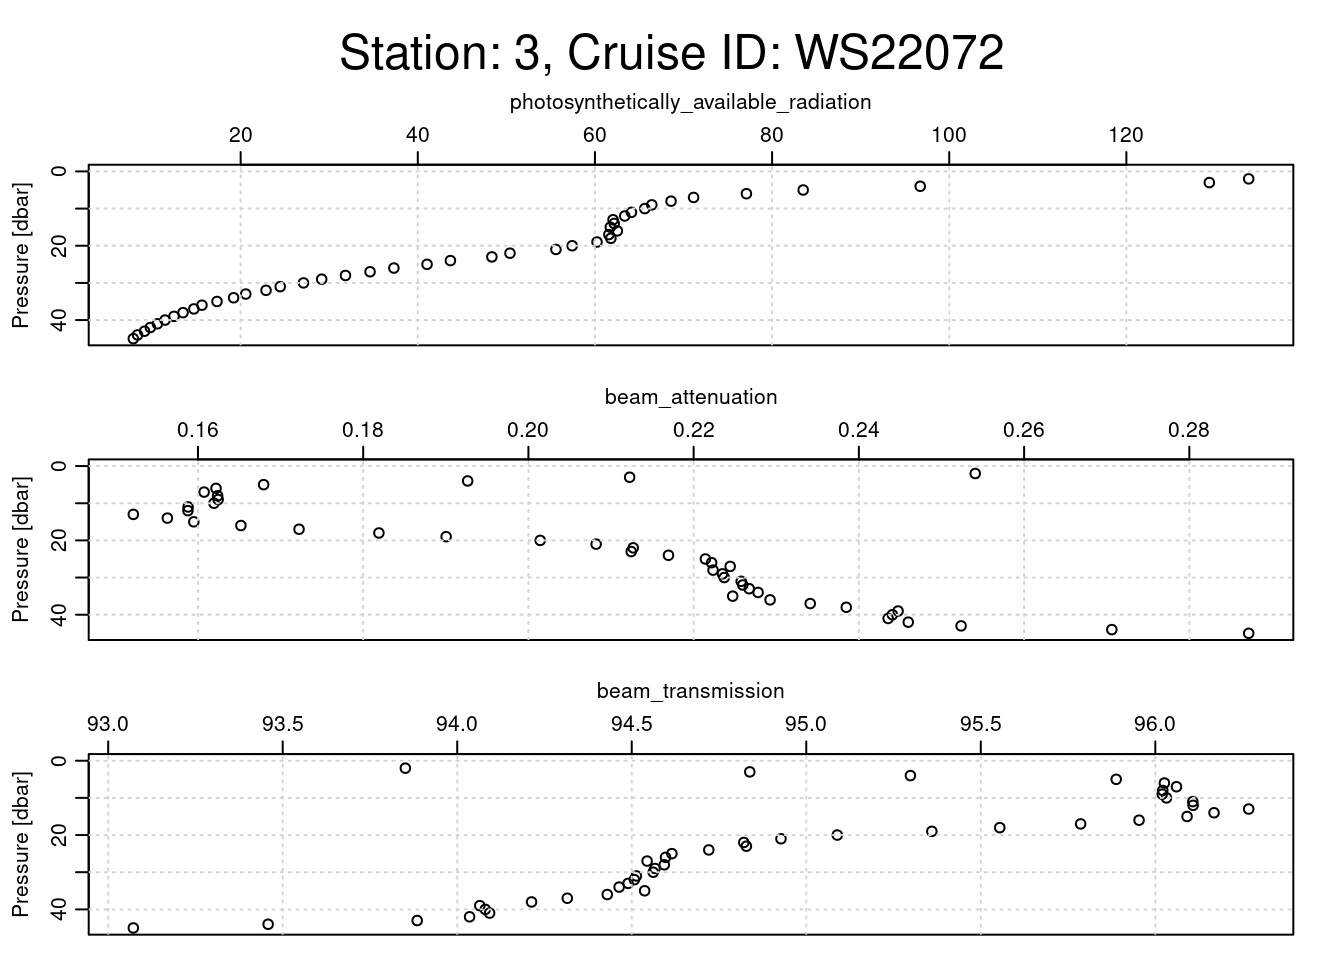 Station: 3, Cruise ID: WS22072
photosynthetically_available_radiation
20 40 60 80 100 120
0
20
40
Pressure [dbar]
beam_attenuation
0.16 0.18 0.20 0.22 0.24 0.26 0.28
0
20
40
Pressure [dbar]
beam_transmission
93.0 93.5 94.0 94.5 95.0 95.5 96.0
0
20
40
Pressure [dbar]